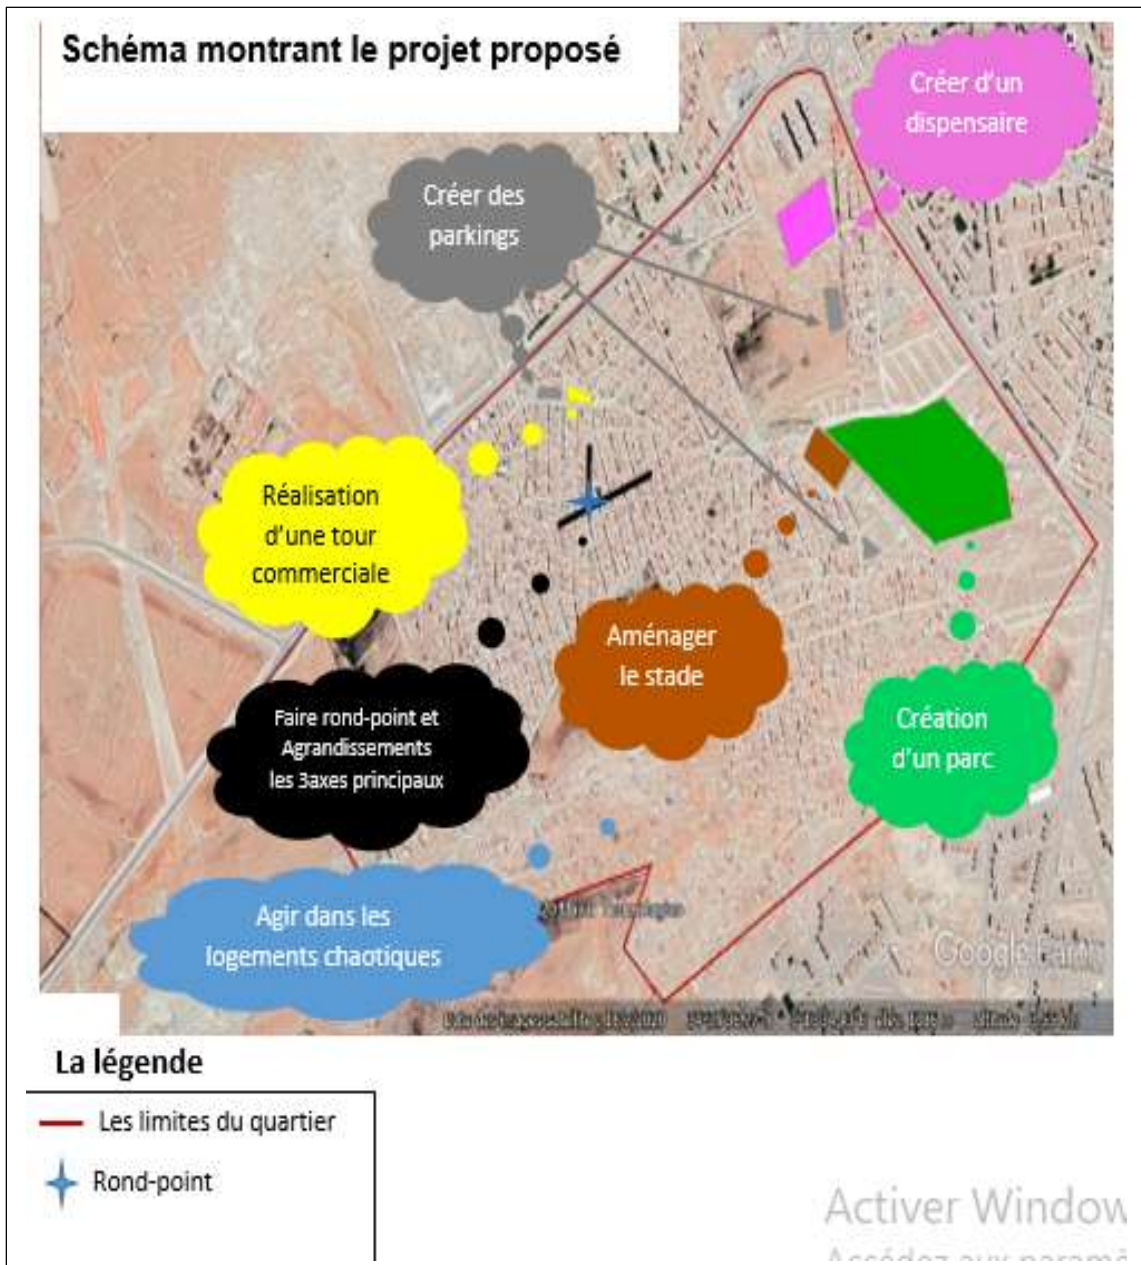 Schéma montrant le projet proposé
Créer d'un
dispensaire
Créer des
parkings
Réalisation
d'une tour
commerciale
Aménager
le stade
Faire rond-point et
Agrandissements
les 3axes principaux
Création
d'un parc
Agir dans les
logements chaotiques
Google Earth
La légende
Les limites du quartier
Rond-point
Activer Window